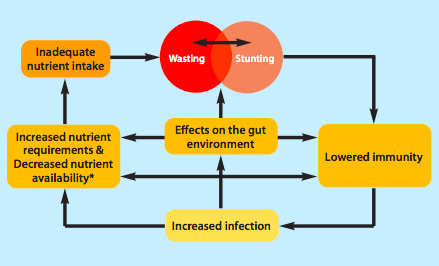 Inadequate
nutrient intake
Wasting
Stunting
Increased nutrient
requirements &
Decreased nutrient
availability*
Effects on the gut
environment
Lowered immunity
Increased infection